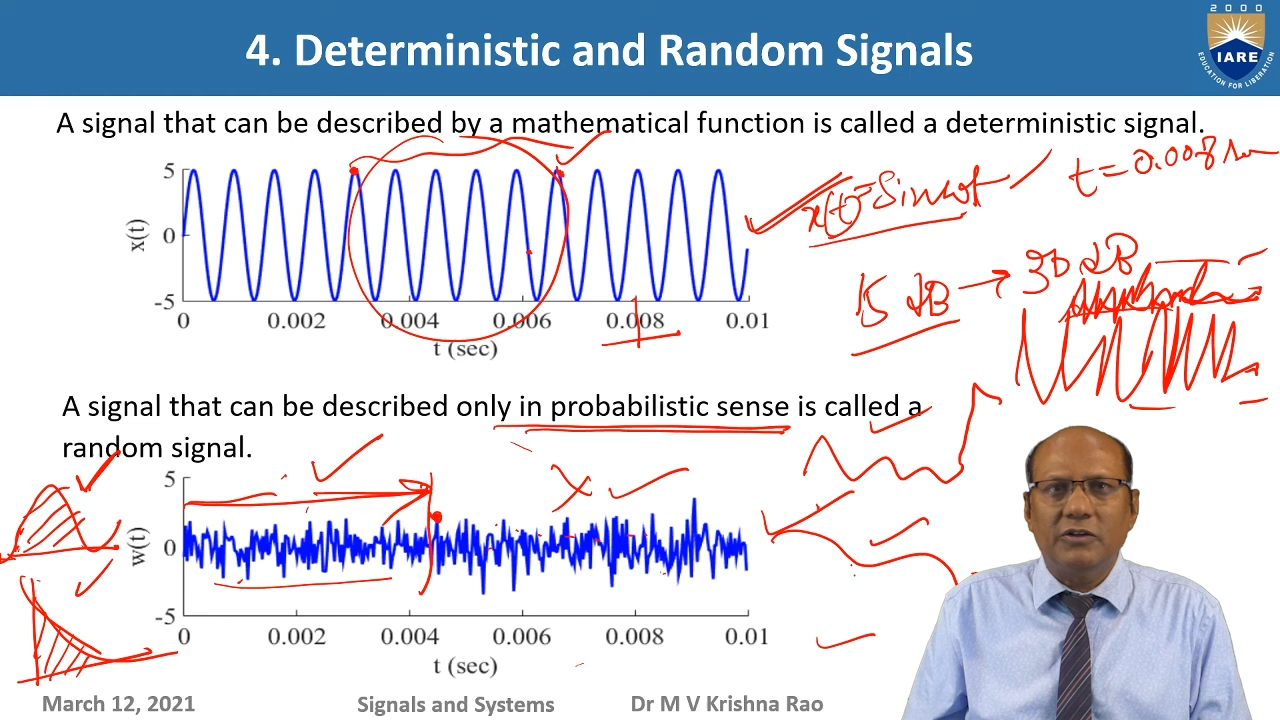 4. Deterministic and Random Signals
2000
IARE
EDUCATION FOR LIBERATION
A signal that can be described by a mathematical function is called a deterministic signal.
x(t)
5
0
-5
0 0.002 0.004 0.006 0.008 0.01
t (sec)
x(t)=Sinωt
t=0.008
15 dB → 30 dB
A signal that can be described only in probabilistic sense is called a
random signal.
w(t)
5
0
-5
0 0.002 0.004 0.006 0.008 0.01
t (sec)
March 12, 2021 Signals and Systems Dr M V Krishna Rao